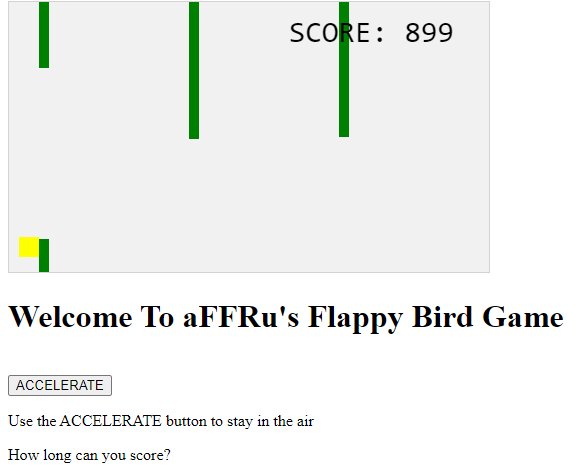 SCORE: 899
Welcome To aFFRu's Flappy Bird Game
ACCELERATE
Use the ACCELERATE button to stay in the air
How long can you score?